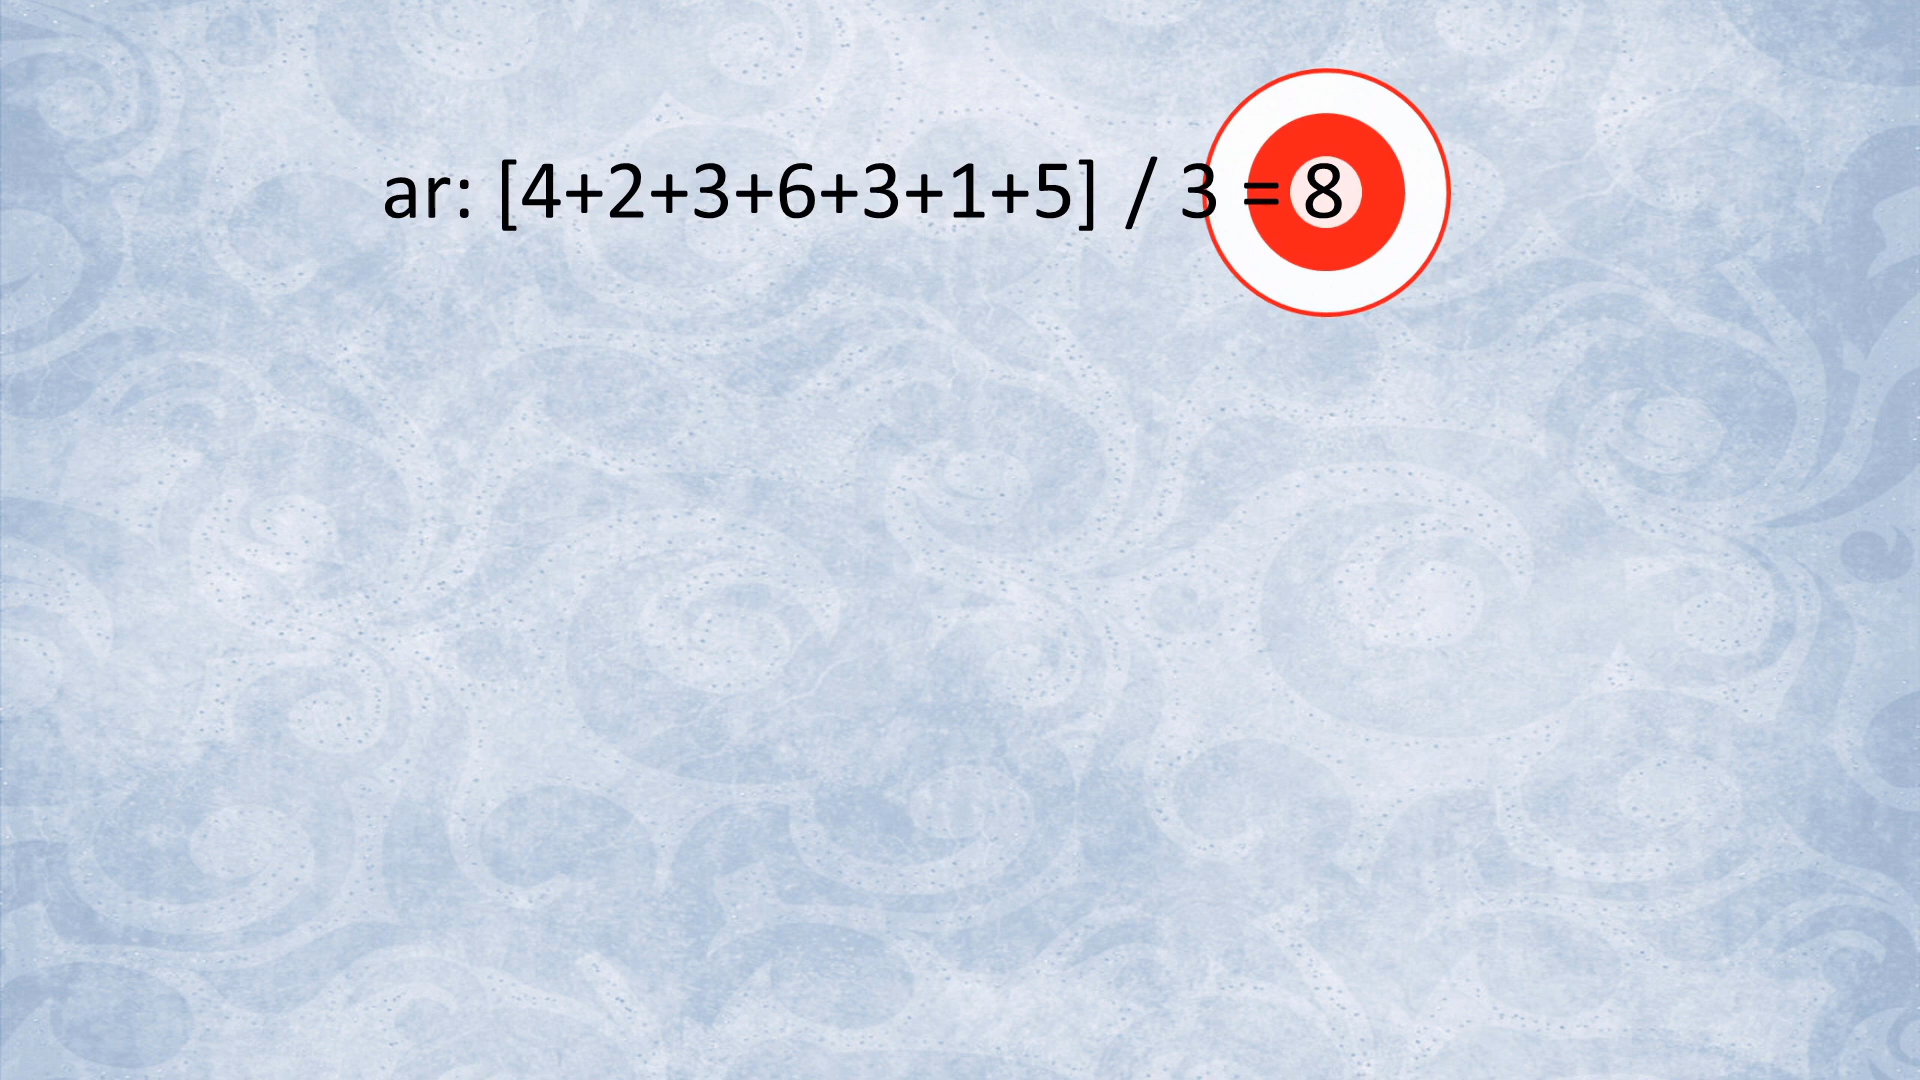 ar: [4+2+3+6+3+1+5] / 3 = 8